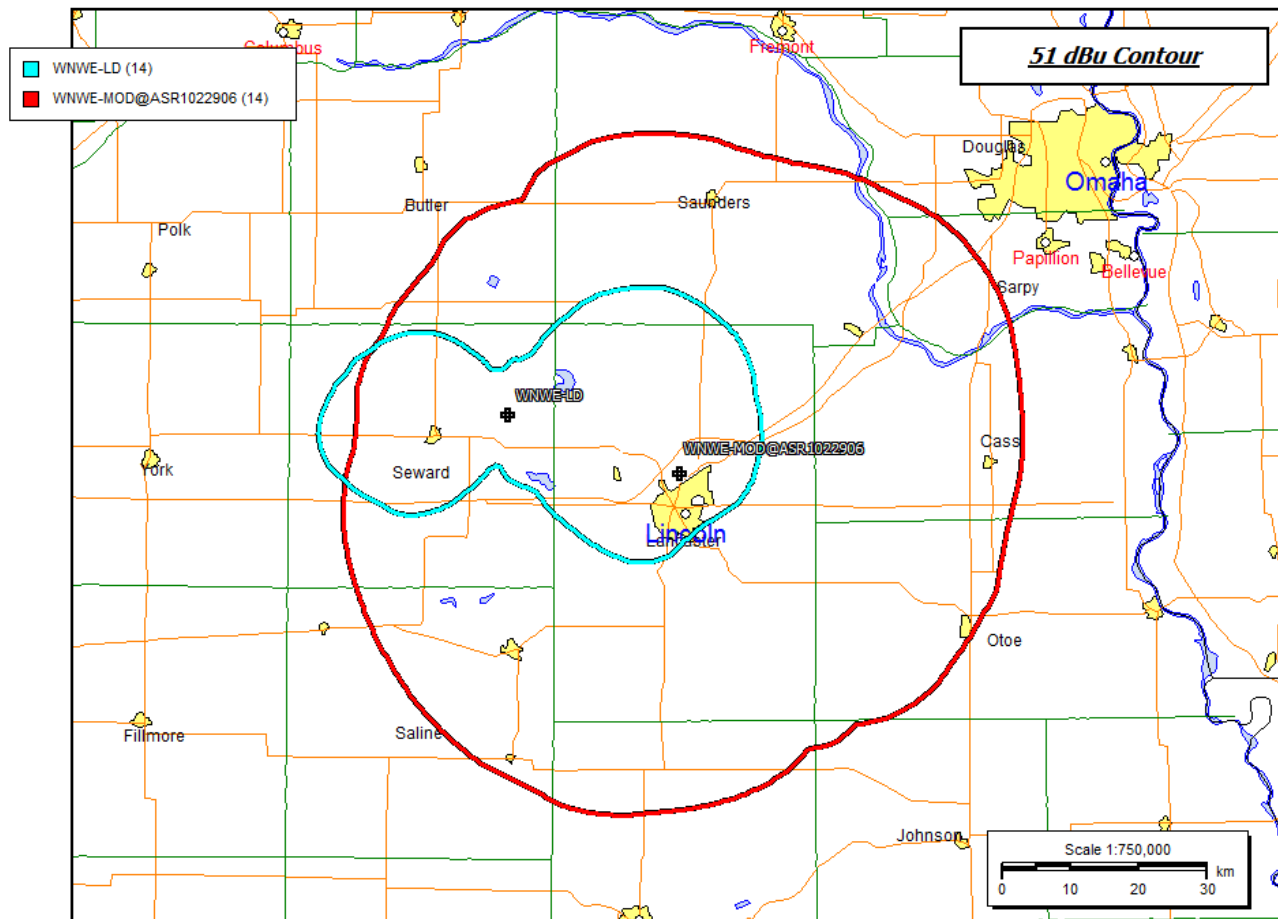 Columbus
Fremont
51 dBu Contour
WNWE-LD (14)
WNWE-MOD@ASR1022906 (14)
Douglas
Omaha
Butler
Saunders
Polk
Papillion
Bellevue
Sarpy
WNWE-LD
WNWE-MOD@ASR1022906
Cass
York
Seward
Lincoln
Lancaster
Otoe
Fillmore
Saline
Johnson
Scale 1:750,000
km
0 10 20 30